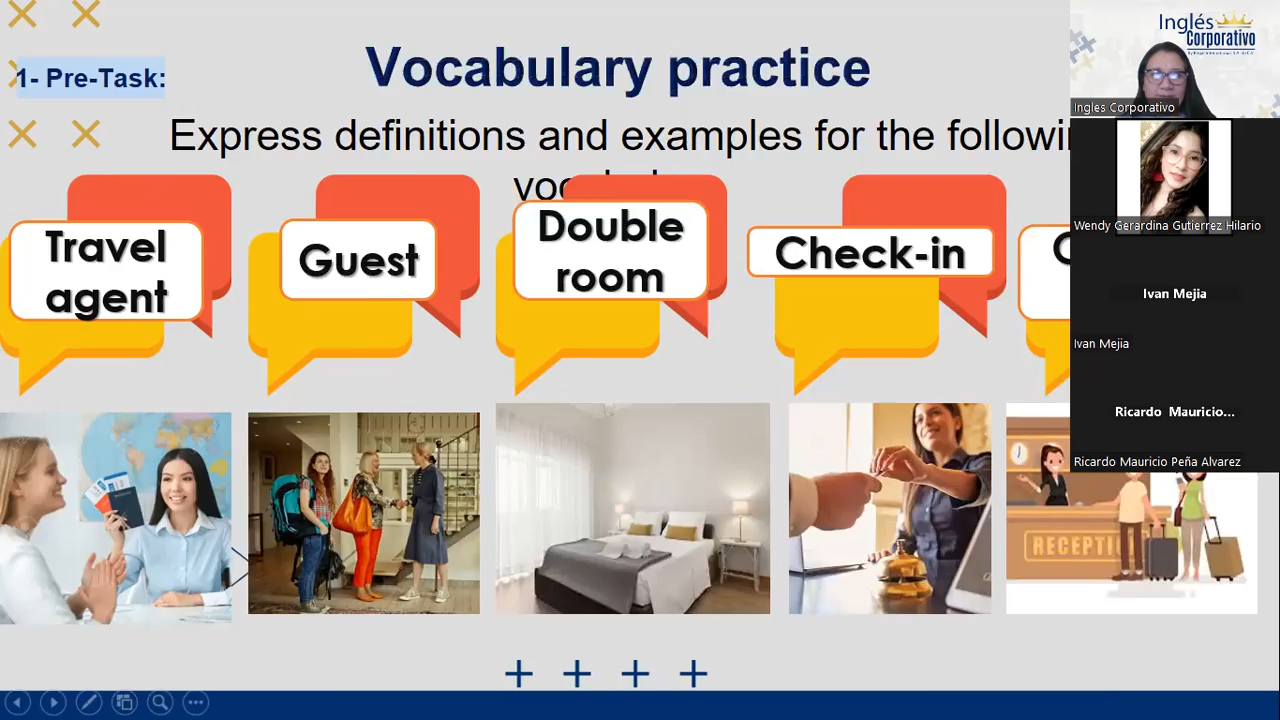 1- Pre-Task:
Vocabulary practice
Express definitions and examples for the
Travel
agent
Guest
Double
room
Check-in
RECEPTI
Inglés
Corporativo
Ingles Corporativo
Wendy Gerardina Gutierrez Hilario
Ivan Mejia
Ivan Mejia
Ricardo Mauricio...
Ricardo Mauricio Peña Alvarez